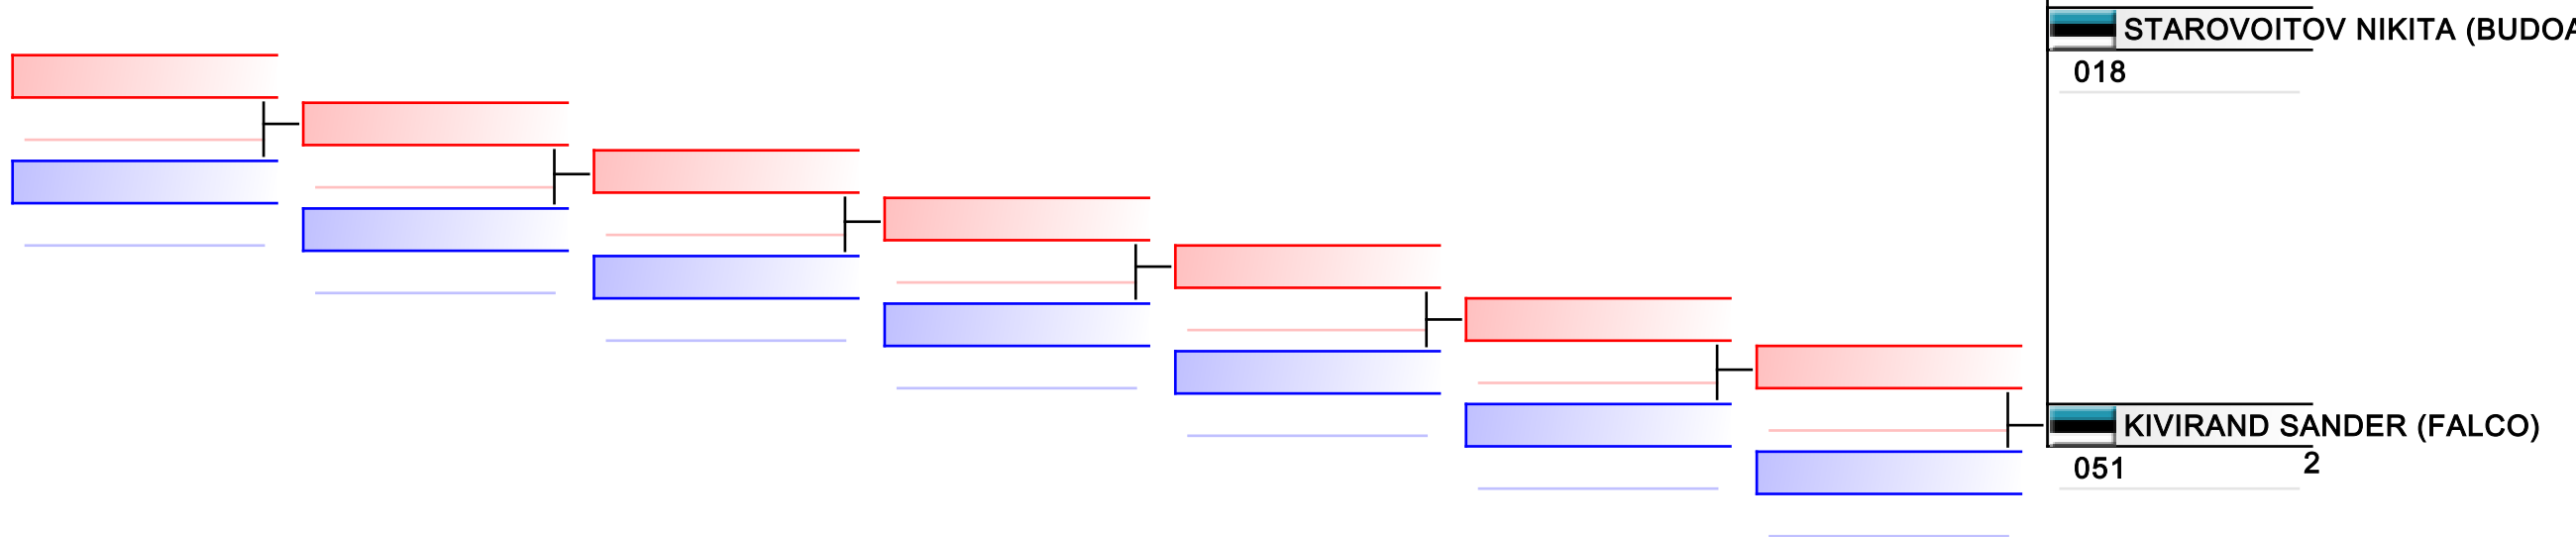 STAROVOITOV NIKITA (BUDOA
018
KIVIRAND SANDER (FALCO)
051 2